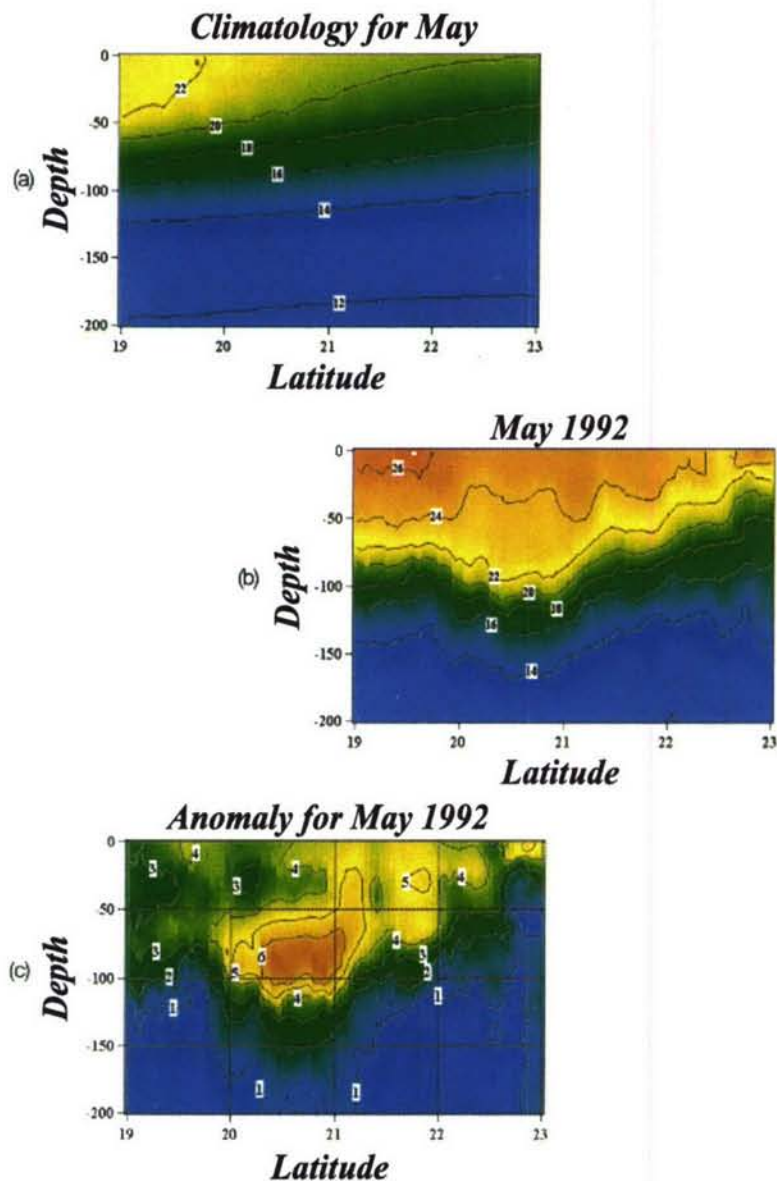 Climatology for May
0
-50
-100
-150
-200
22
20
18
16
14
12
(a)
Depth
19 20 21 22 23
Latitude
May 1992
0
-50
-100
-150
-200
26
24
22
20
18
16
14
(b)
Depth
19 20 21 22 23
Latitude
Anomaly for May 1992
0
-50
-100
-150
-200
3 4 3 4 5 4
3 2 1 5 6 4
4 3 2 1
1 1
(c)
Depth
19 20 21 22 23
Latitude